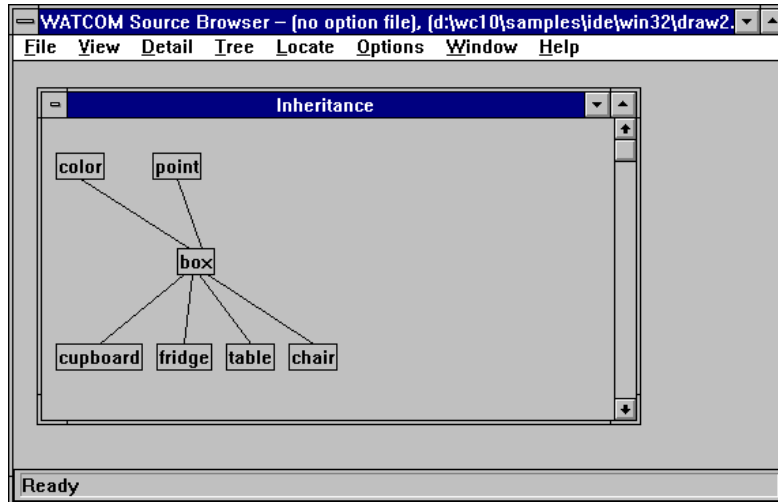 WATCOM Source Browser – (no option file), (d:\wc10\samples\ide\win32\draw2.
File View Detail Tree Locate Options Window Help
Inheritance
color point
box
cupboard fridge table chair
Ready